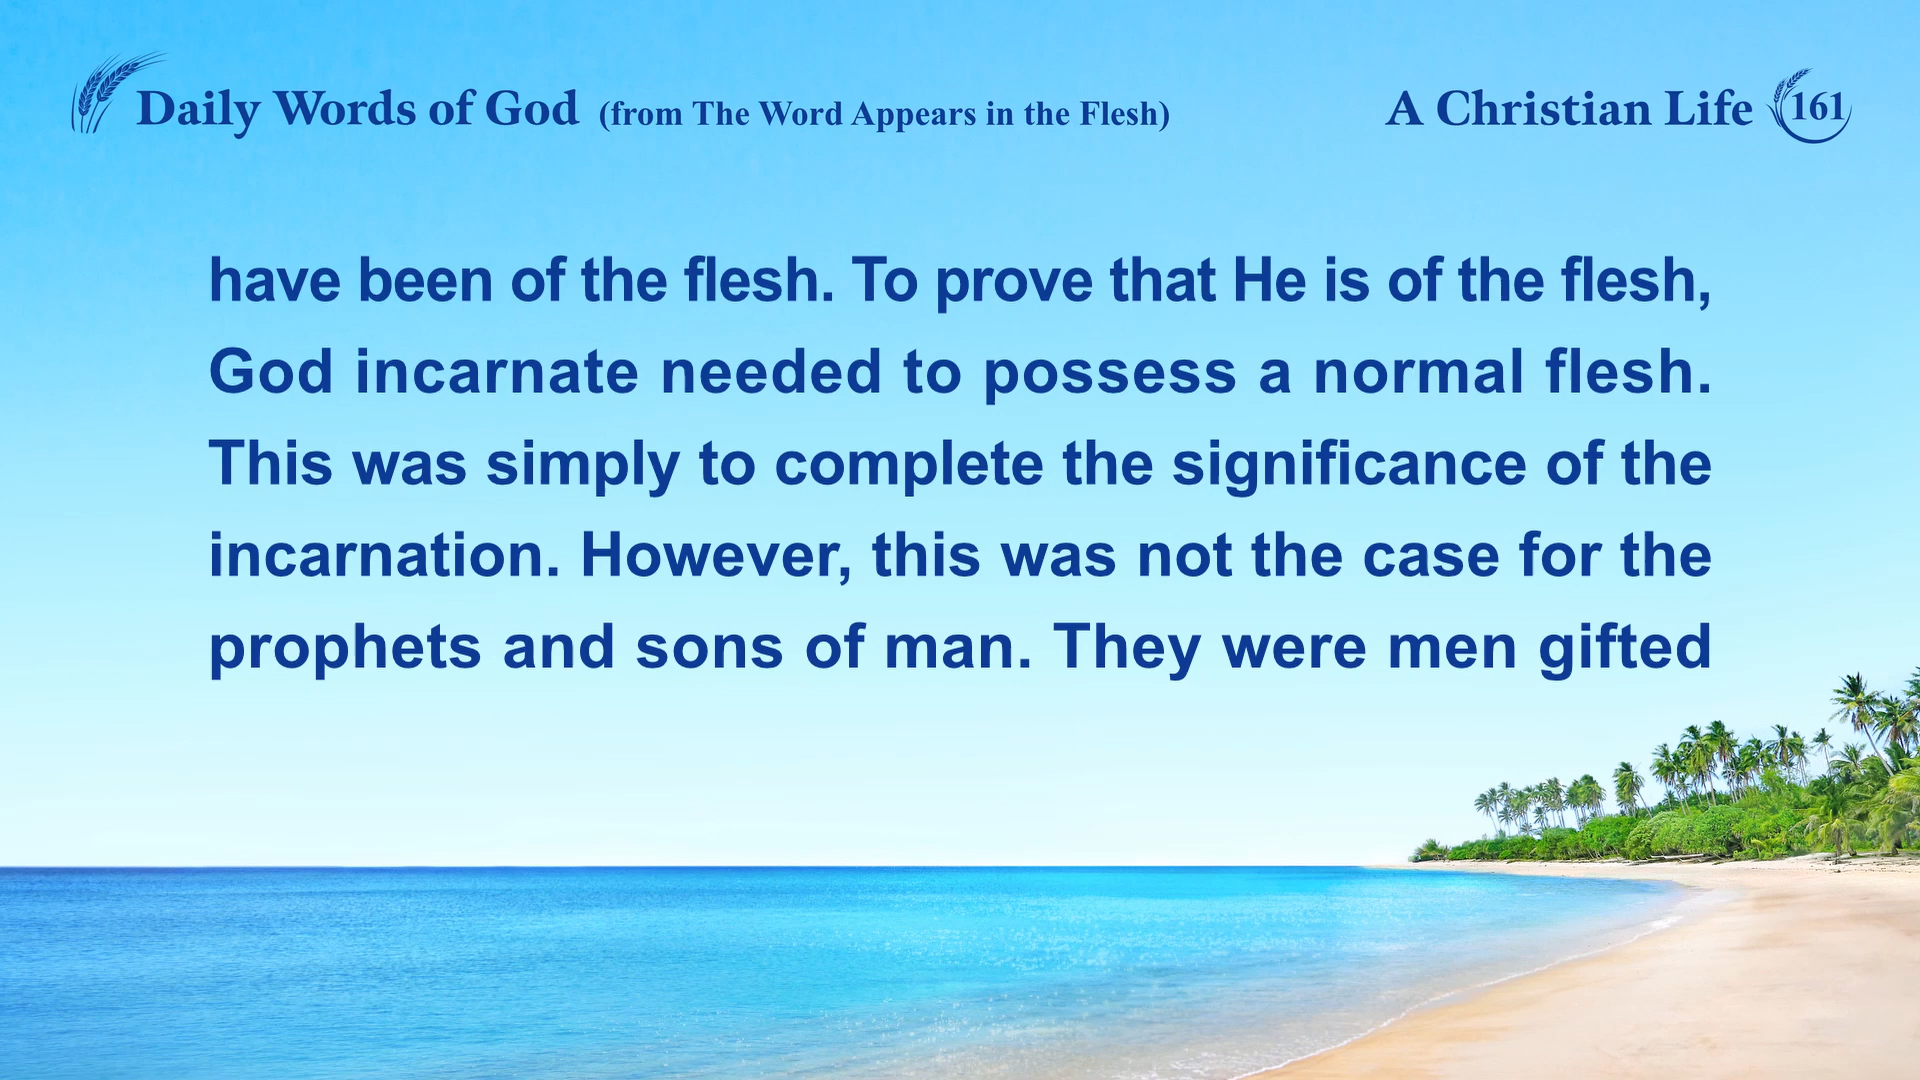 Daily Words of God (from The Word Appears in the Flesh)
A Christian Life 161
have been of the flesh. To prove that He is of the flesh,
God incarnate needed to possess a normal flesh.
This was simply to complete the significance of the
incarnation. However, this was not the case for the
prophets and sons of man. They were men gifted